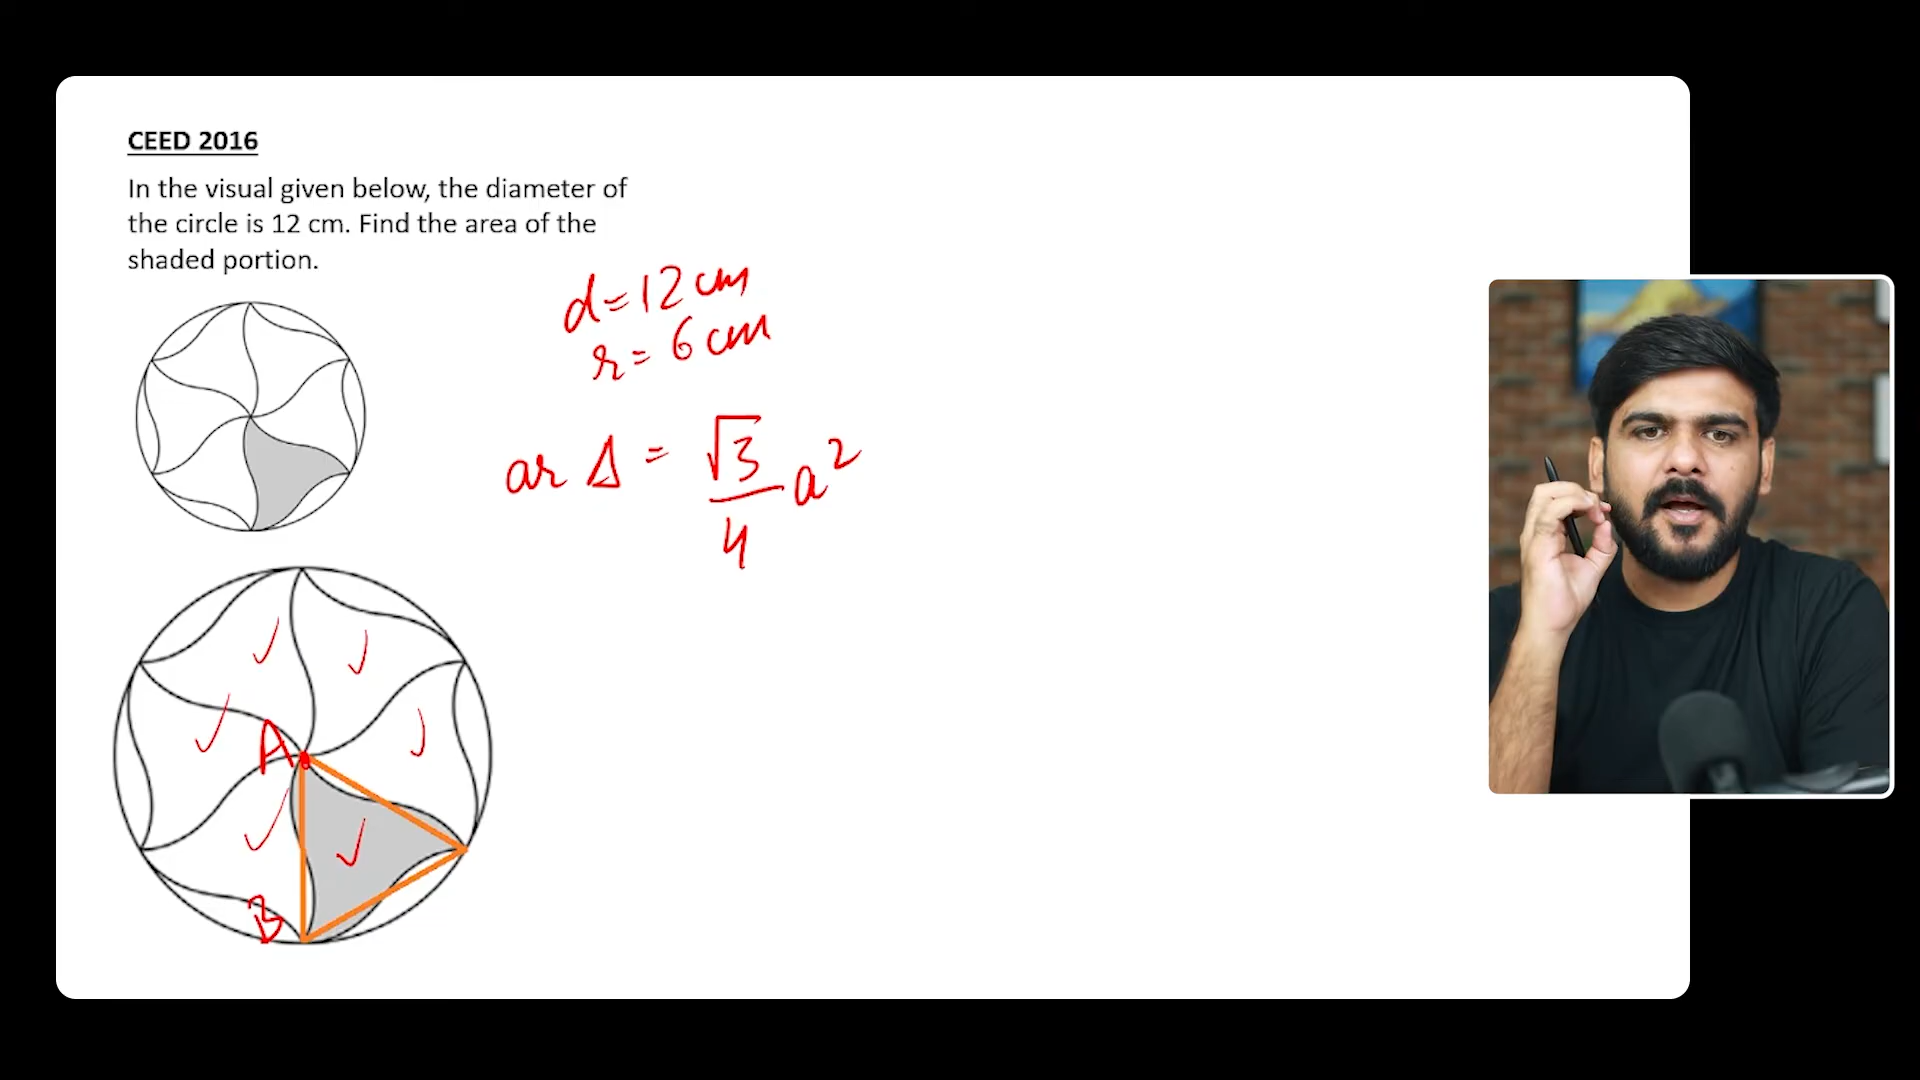 CEED 2016
In the visual given below, the diameter of
the circle is 12 cm. Find the area of the
shaded portion.
d=12 cm
r= 6 cm
ar Δ = √3/4 a²
A
B